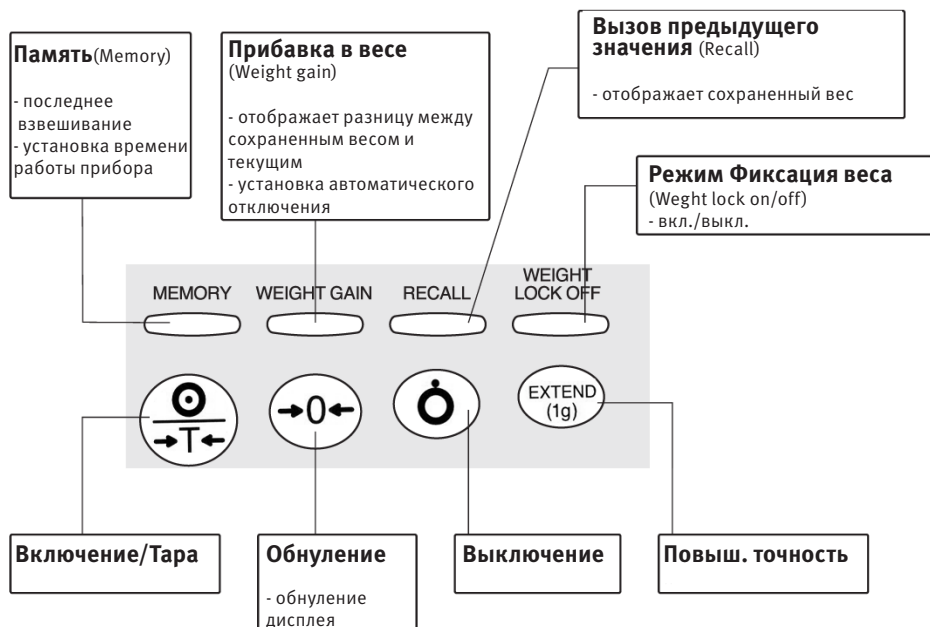 Память(Memory)
- последнее
взвешивание
- установка времени
работы прибора
Прибавка в весе
(Weight gain)
- отображает разницу между
сохраненным весом и
текущим
- установка автоматического
отключения
Вызов предыдущего
значения (Recall)
- отображает сохраненный вес
Режим Фиксация веса
(Weght lock on/off)
- вкл./выкл.
MEMORY
WEIGHT GAIN
RECALL
WEIGHT
LOCK OFF
→T←
→0←
EXTEND
(1g)
Включение/Тара
Обнуление
- обнуление
дисплея
Выключение
Повыш. точность